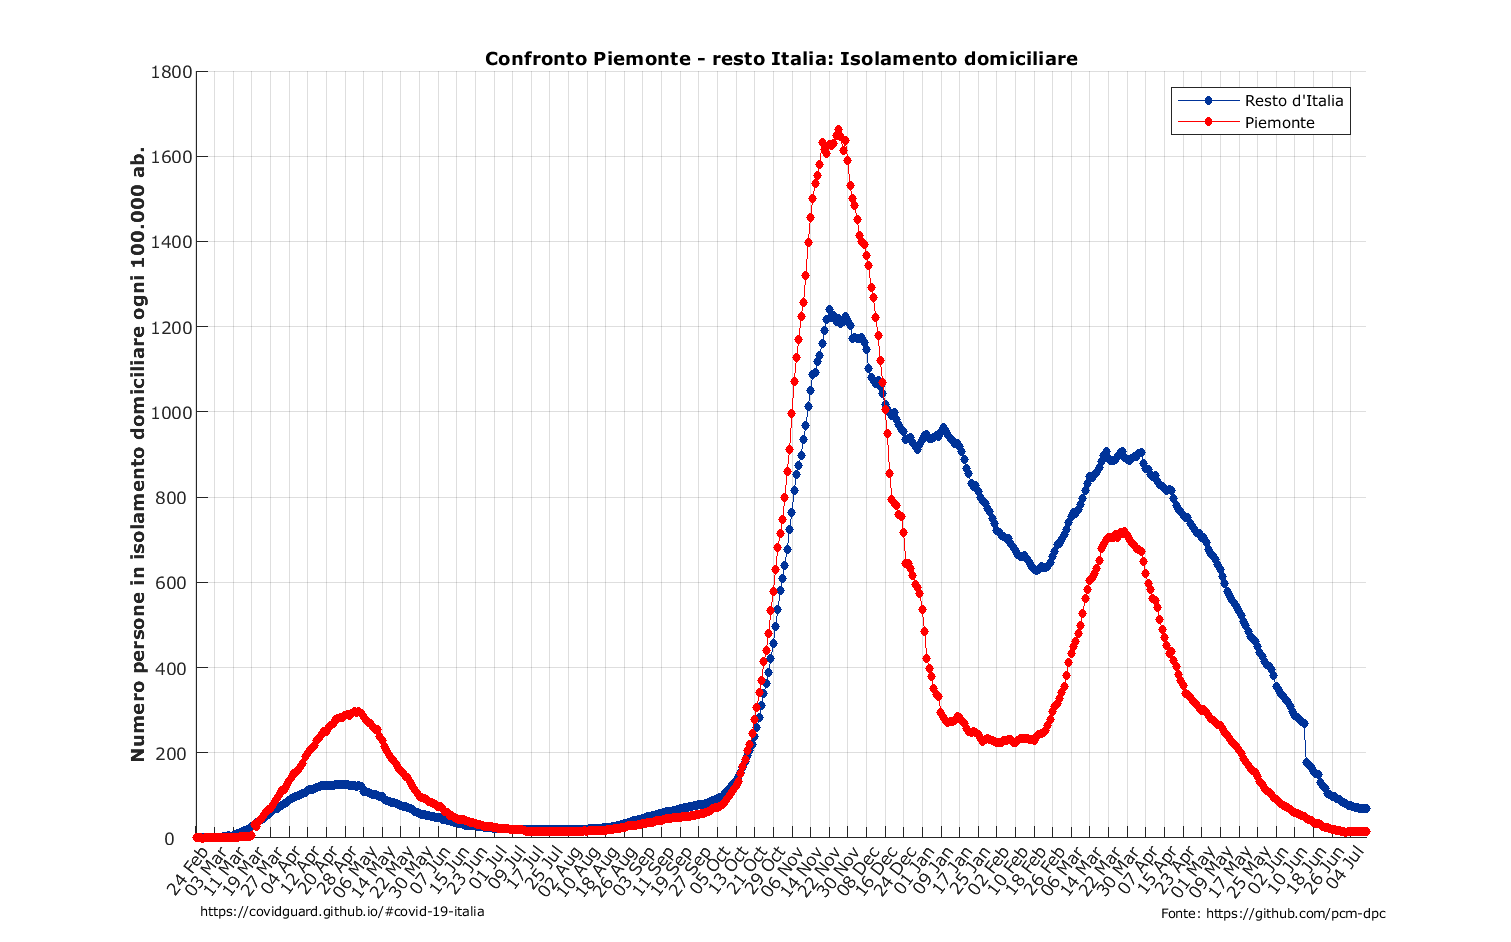 Confronto Piemonte - resto Italia: Isolamento domiciliare
Numero persone in isolamento domiciliare ogni 100.000 ab.
1800
1600
1400
1200
1000
800
600
400
200
0
Resto d'Italia
Piemonte
24 Feb
03 Mar
11 Mar
19 Mar
27 Mar
04 Apr
12 Apr
20 Apr
28 Apr
06 May
14 May
22 May
30 May
07 Jun
15 Jun
23 Jun
01 Jul
09 Jul
17 Jul
25 Jul
02 Aug
10 Aug
18 Aug
26 Aug
03 Sep
11 Sep
19 Sep
27 Sep
05 Oct
13 Oct
21 Oct
29 Oct
06 Nov
14 Nov
22 Nov
30 Nov
08 Dec
16 Dec
24 Dec
01 Jan
09 Jan
17 Jan
25 Jan
02 Feb
10 Feb
18 Feb
26 Feb
06 Mar
14 Mar
22 Mar
30 Mar
07 Apr
15 Apr
23 Apr
01 May
09 May
17 May
25 May
02 Jun
10 Jun
18 Jun
26 Jun
04 Jul
https://covidguard.github.io/#covid-19-italia
Fonte: https://github.com/pcm-dpc